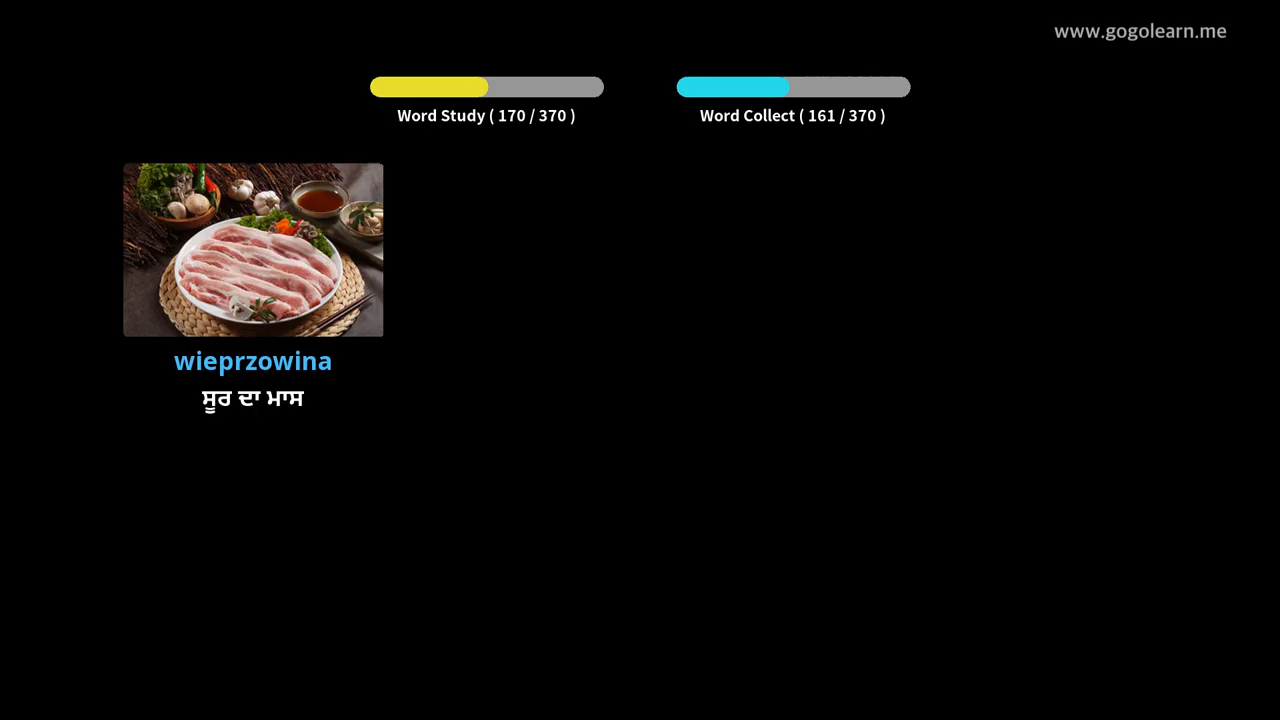 www.gogolearn.me
Word Study ( 170 / 370 )
Word Collect ( 161 / 370 )
wieprzowina
ਸੂਰ ਦਾ ਮਾਸ